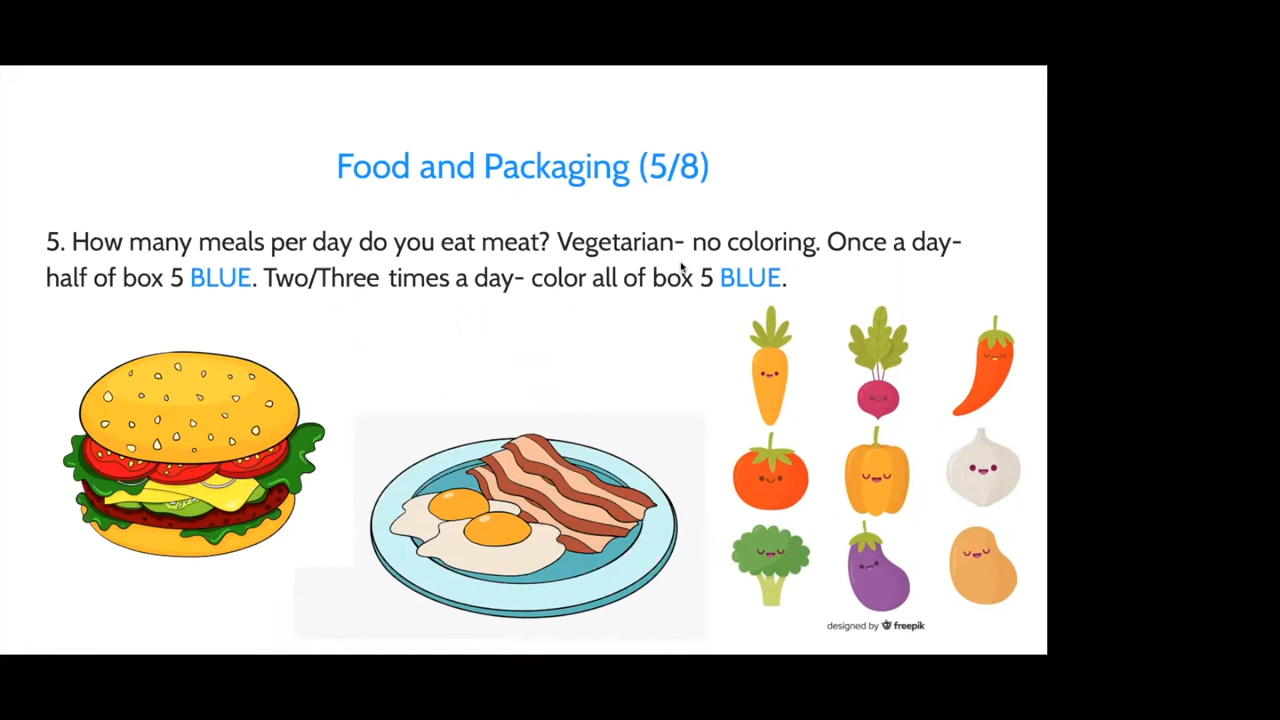 Food and Packaging (5/8)
5. How many meals per day do you eat meat? Vegetarian- no coloring. Once a day-
half of box 5 BLUE. Two/Three times a day- color all of box 5 BLUE.
designed by freepik